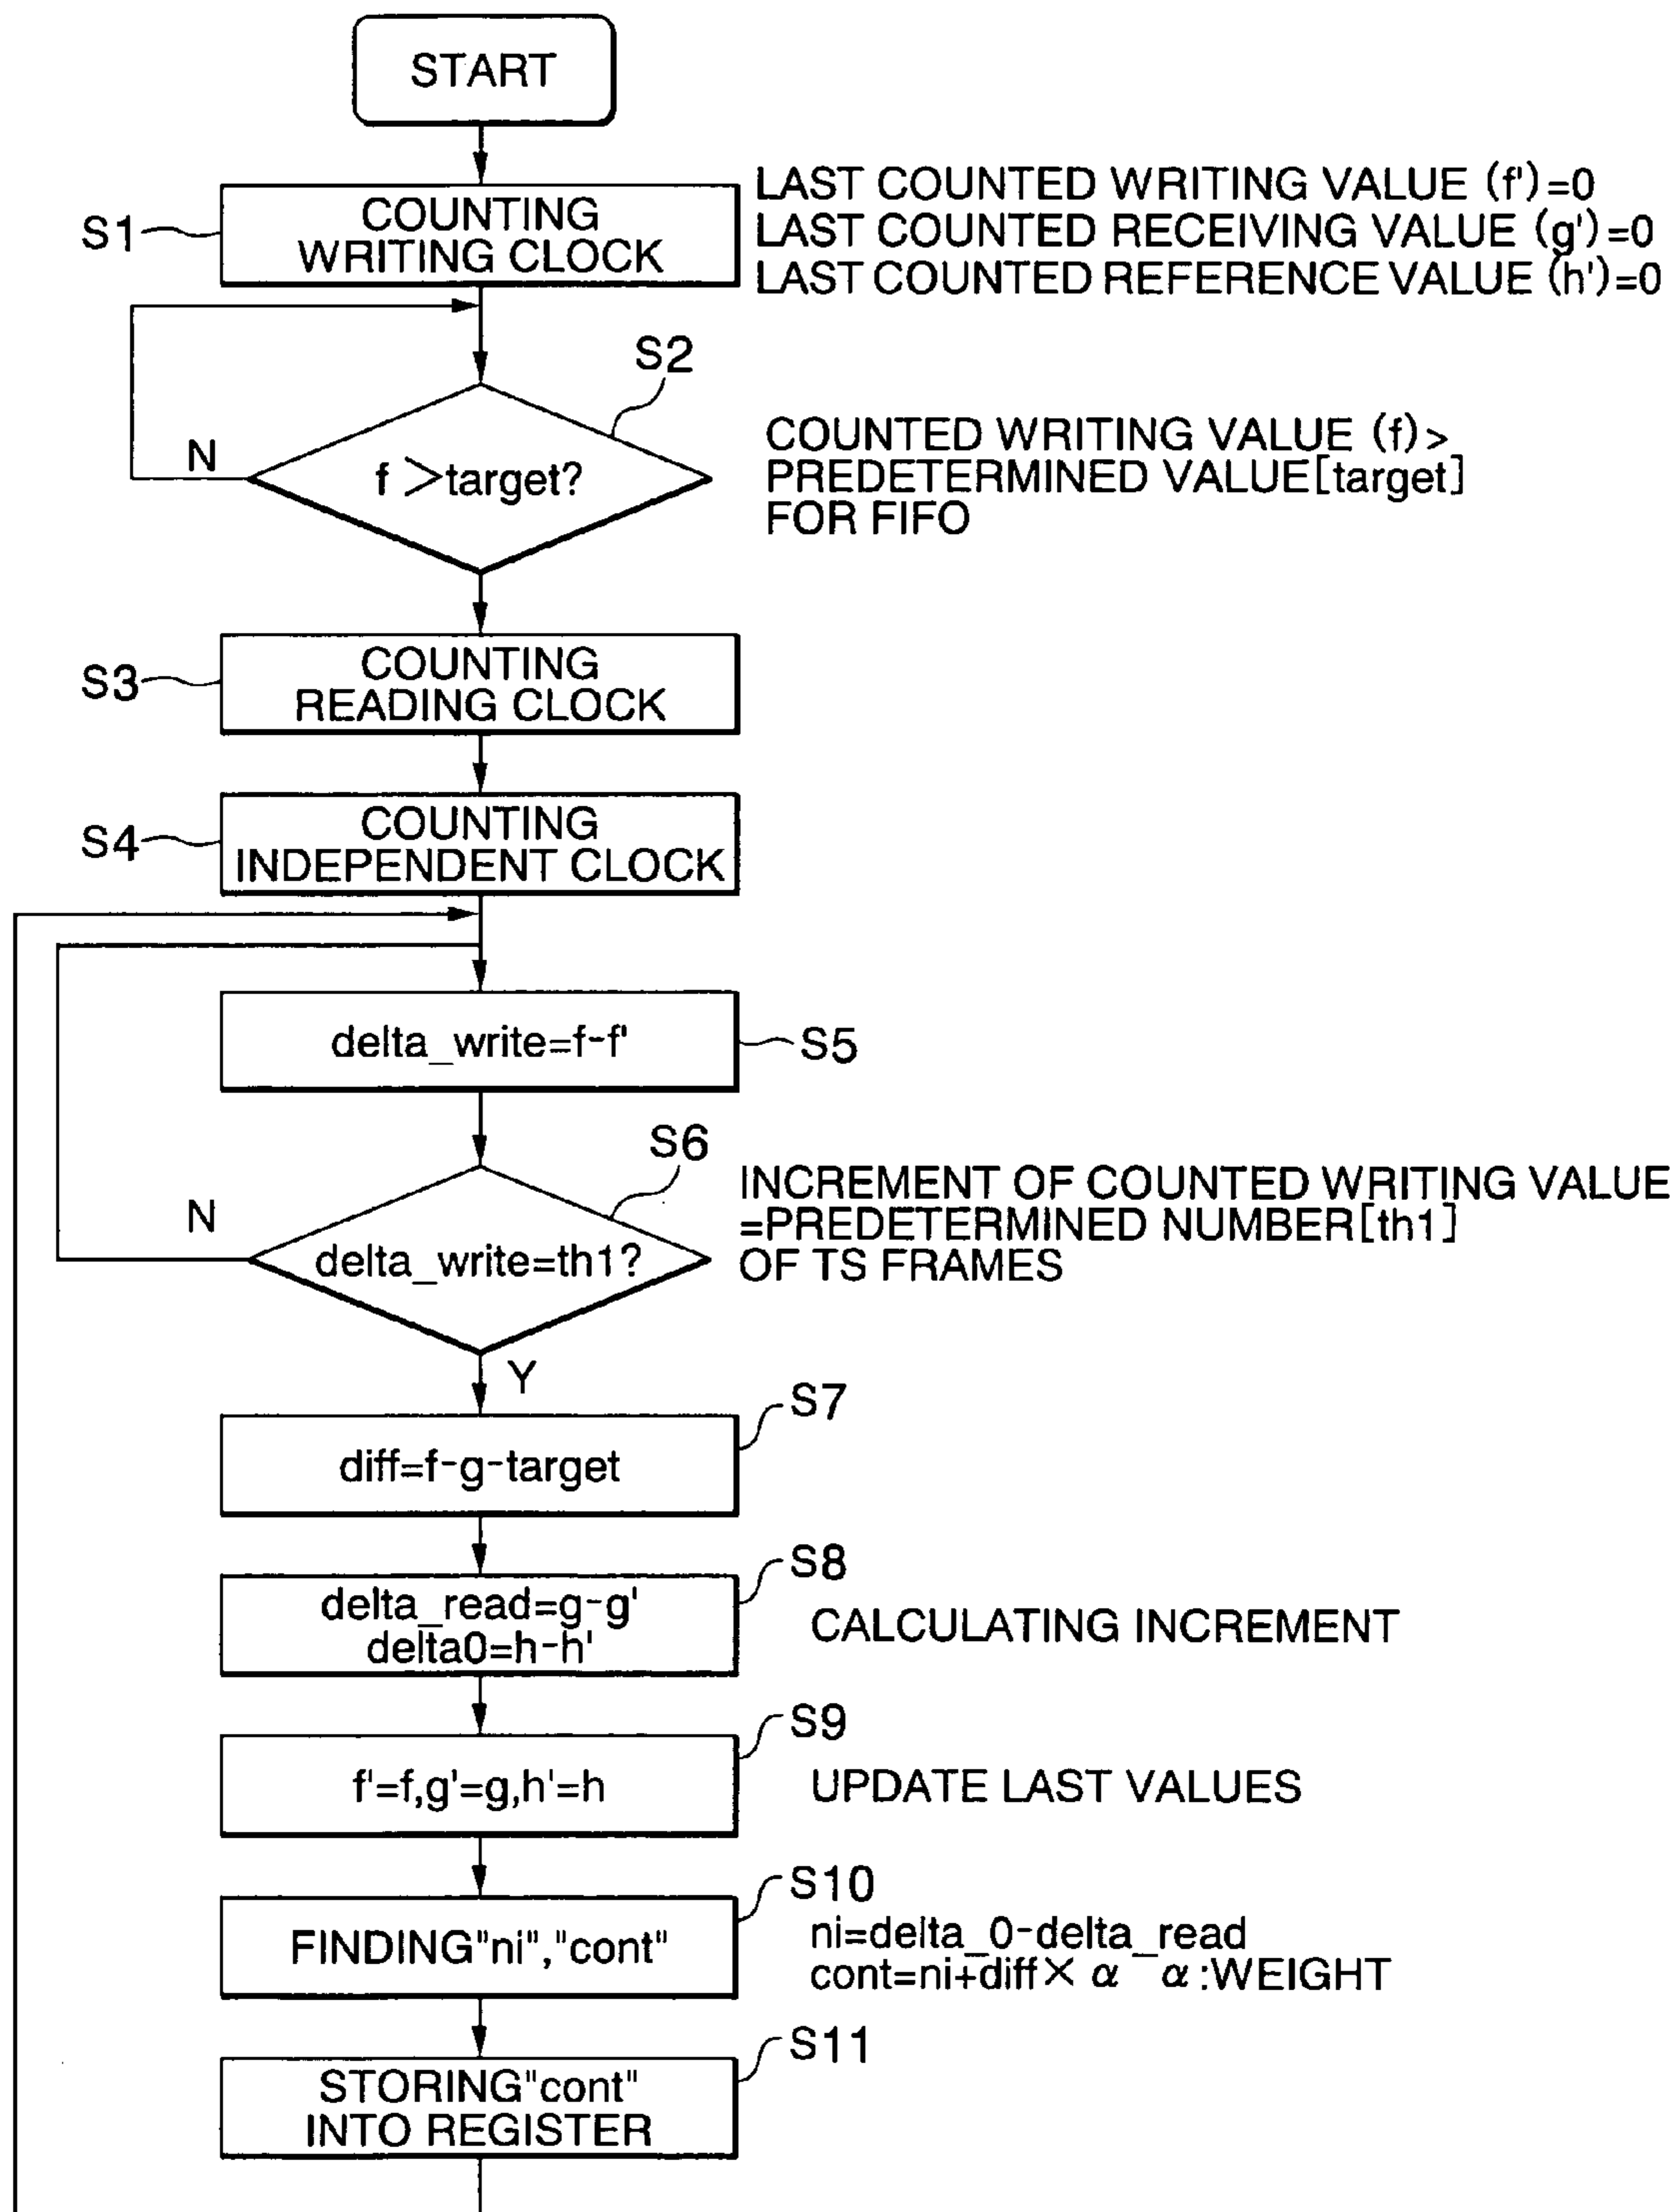 START
S1
COUNTING
WRITING CLOCK
LAST COUNTED WRITING VALUE (f')=0
LAST COUNTED RECEIVING VALUE (g')=0
LAST COUNTED REFERENCE VALUE (h')=0
S2
N
f >target?
COUNTED WRITING VALUE (f)>
PREDETERMINED VALUE[target]
FOR FIFO
S3
COUNTING
READING CLOCK
S4
COUNTING
INDEPENDENT CLOCK
delta_write=f-f'
S5
S6
N
delta_write=th1?
INCREMENT OF COUNTED WRITING VALUE
=PREDETERMINED NUMBER[th1]
OF TS FRAMES
Y
S7
diff=f-g-target
S8
delta_read=g-g'
delta0=h-h'
CALCULATING INCREMENT
S9
f'=f,g'=g,h'=h
UPDATE LAST VALUES
S10
FINDING"ni","cont"
ni=delta_0-delta_read
cont=ni+diff× α α:WEIGHT
S11
STORING"cont"
INTO REGISTER